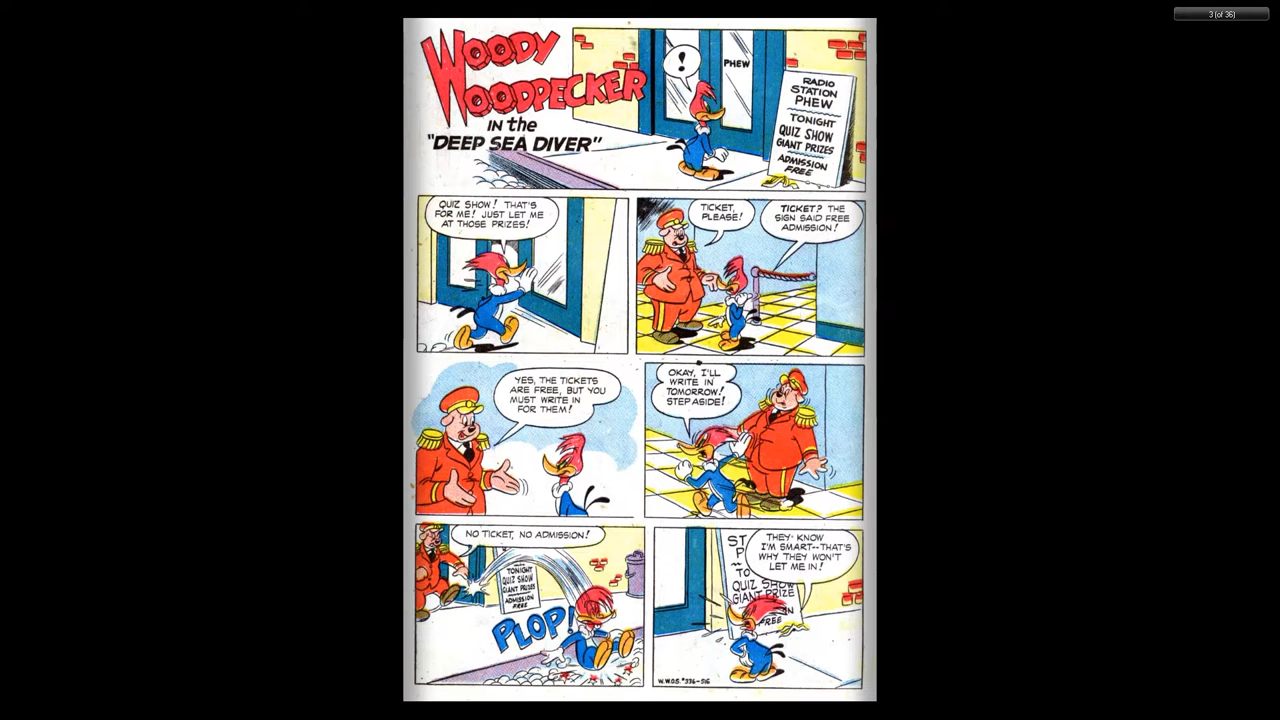 3 (of 36)
WOODY
WOODPECKER
IN the
"DEEP SEA DIVER"
!
PHEW
RADIO
STATION
PHEW
TONIGHT
QUIZ SHOW
GIANT PRIZES
ADMISSION
FREE
QUIZ SHOW! THAT'S
FOR ME! JUST LET ME
AT THOSE PRIZES!
TICKET,
PLEASE!
TICKET? THE
SIGN SAID FREE
ADMISSION!
YES, THE TICKETS
ARE FREE, BUT YOU
MUST WRITE IN
FOR THEM!
OKAY, I'LL
WRITE IN
TOMORROW!
STEP ASIDE!
NO TICKET, NO ADMISSION!
TONIGHT
QUIZ SHOW
GIANT PRIZES
ADMISSION
FREE
PLOP!
THEY KNOW
I'M SMART--THAT'S
WHY THEY WON'T
LET ME IN!
ST
P
TO
QUIZ SHOW
GIANT PRIZE
N
FREE
W.W.O.S. #336-516